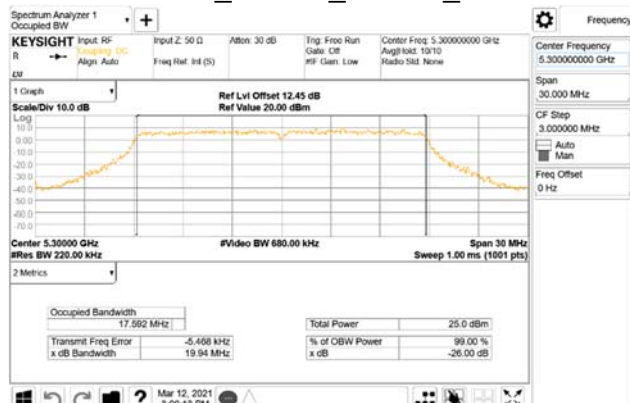 Spectrum Analyzer 1
Occupied BW
Frequency
KEYSIGHT
Input: RF
Coupling: DC
Align: Auto
Input Z: 50 Ω
Freq Ref: Int (S)
Atten: 30 dB
Trig: Free Run
Gate: Off
#IF Gain: Low
Center Freq: 5.300000000 GHz
Avg|Hold: 10/10
Radio Std: None
R
LXI
Center Frequency
5.300000000 GHz
Span
30.000 MHz
CF Step
3.000000 MHz
Auto
Man
Freq Offset
0 Hz
1 Graph
Scale/Div 10.0 dB
Ref Lvl Offset 12.45 dB
Ref Value 20.00 dBm
Log
10.0
0.00
-10.0
-20.0
-30.0
-40.0
-50.0
-60.0
-70.0
Center 5.30000 GHz
#Res BW 220.00 kHz
#Video BW 680.00 kHz
Span 30 MHz
Sweep 1.00 ms (1001 pts)
2 Metrics
Occupied Bandwidth
17.592 MHz
Transmit Freq Error -5.468 kHz
x dB Bandwidth 19.94 MHz
Total Power 25.0 dBm
% of OBW Power 99.00 %
x dB -26.00 dB
?
Mar 12, 2021